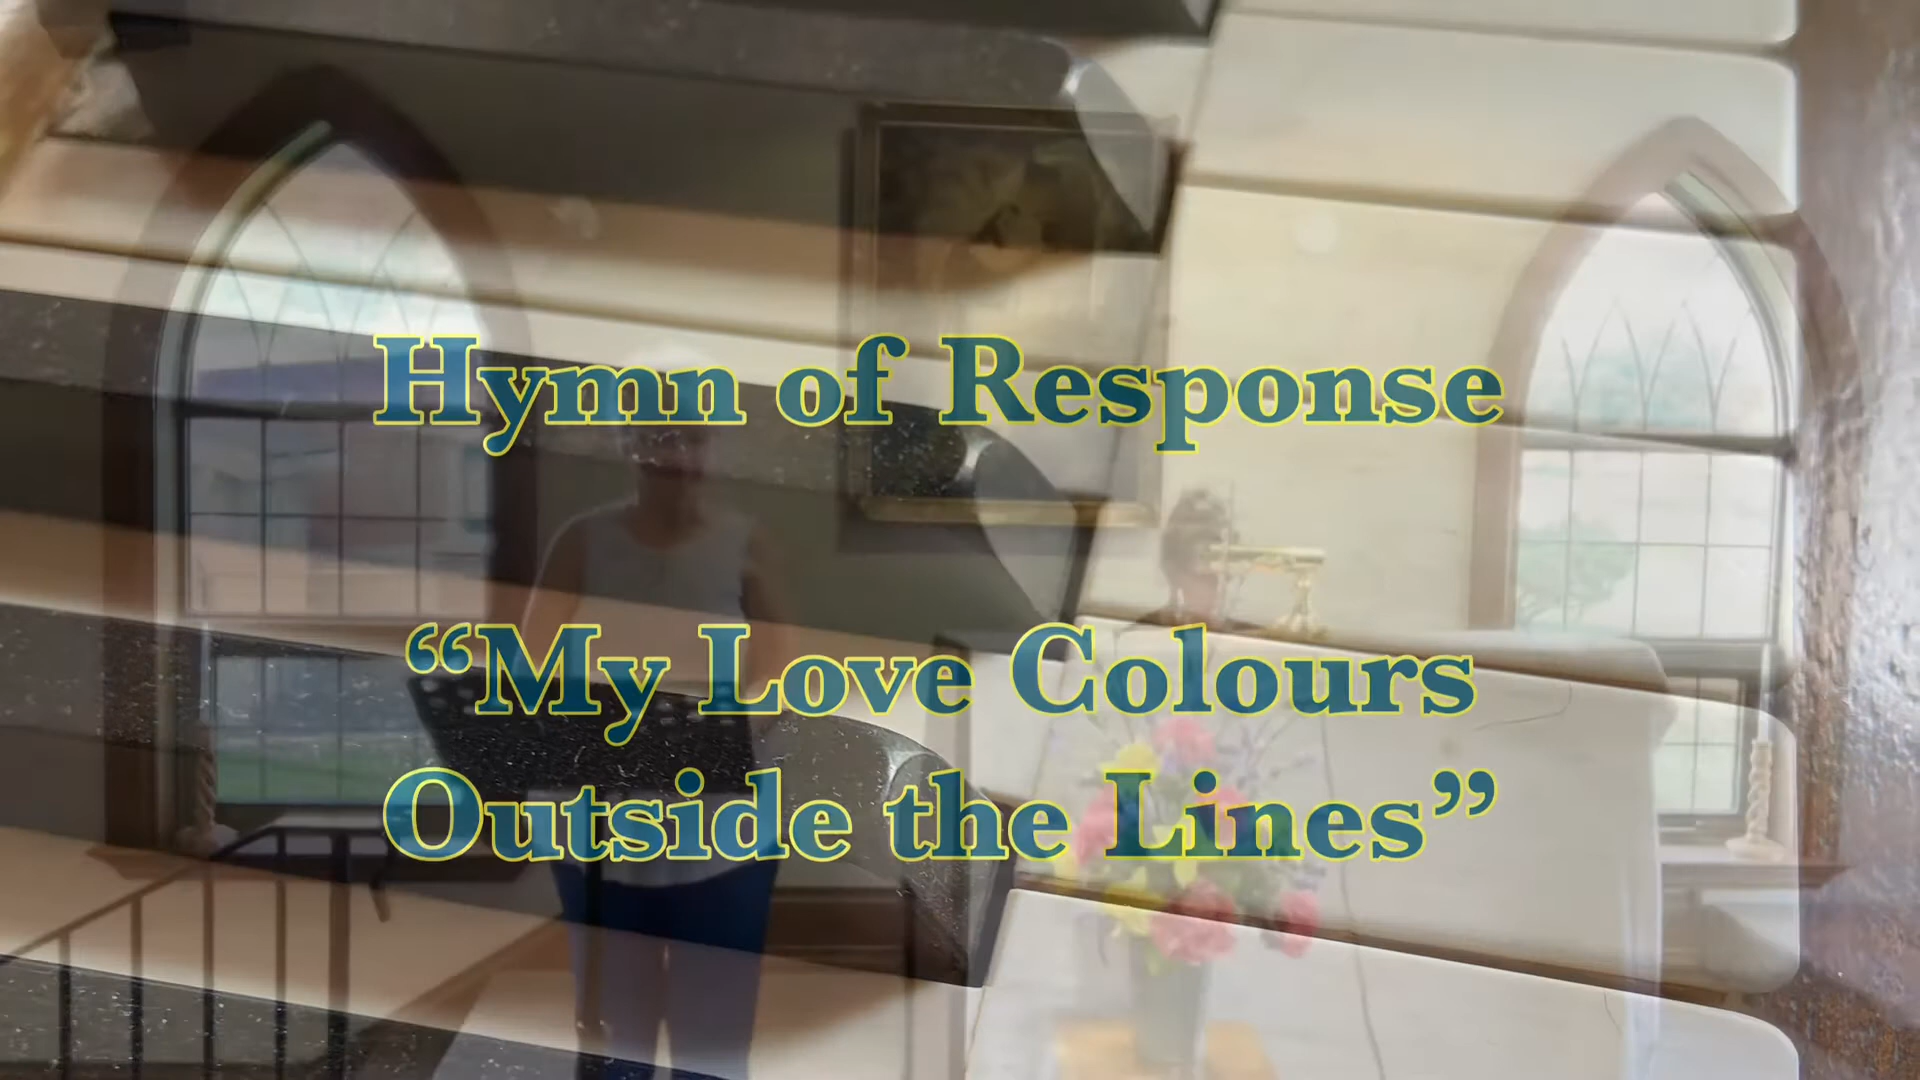 Hymn of Response
“My Love Colours
Outside the Lines”